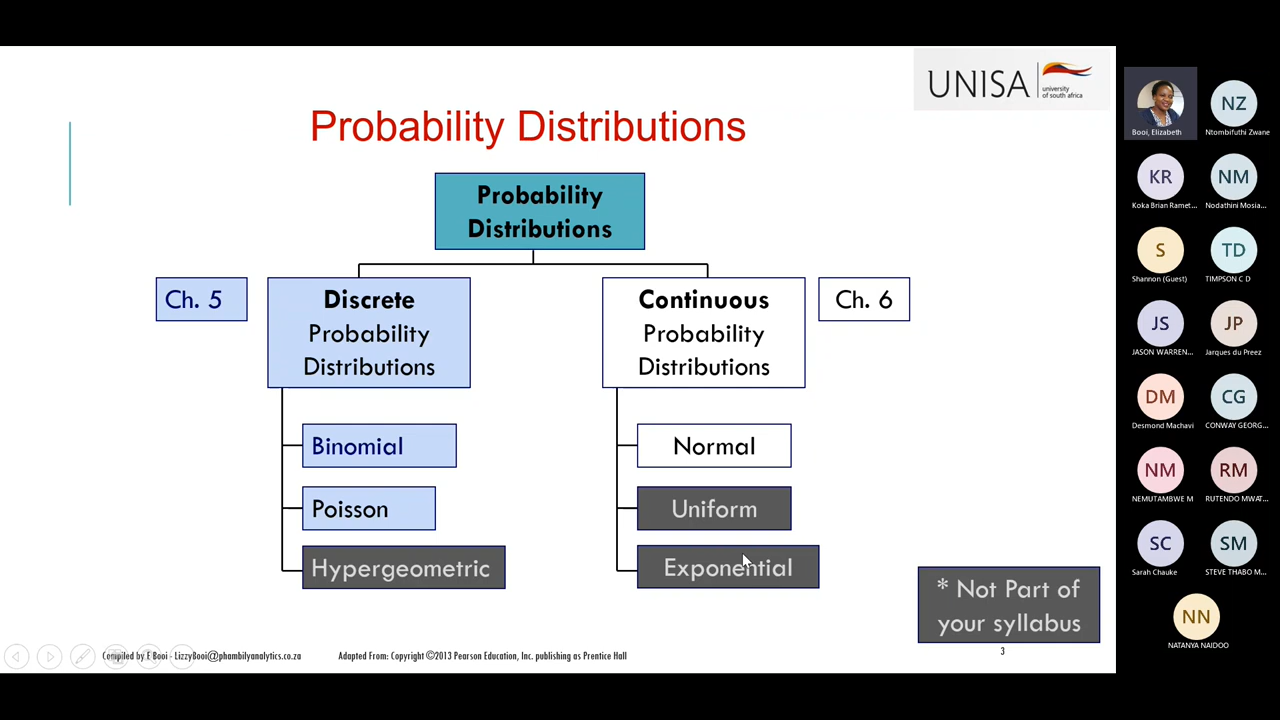 UNISA
university
of south africa
Probability Distributions
Probability
Distributions
Ch. 5
Discrete
Probability
Distributions
Continuous
Probability
Distributions
Ch. 6
Binomial
Normal
Poisson
Uniform
Hypergeometric
Exponential
* Not Part of
your syllabus
Compiled by E Booi - LizzyBooi@phambilyanalytics.co.za
Adapted From: Copyright ©2013 Pearson Education, Inc. publishing as Prentice Hall
3
Booi, Elizabeth
NZ
Ntombifuthi Zwane
KR
Koka Brian Ramet...
NM
Nodathini Mosia...
S
Shannon (Guest)
TD
TIMPSON C D
JS
JASON WARREN...
JP
Jarques du Preez
DM
Desmond Machavi
CG
CONWAY GEORG...
NM
NEMUTAMBWE M
RM
RUTENDO MWAT...
SC
Sarah Chauke
SM
STEVE THABO M...
NN
NATANYA NAIDOO